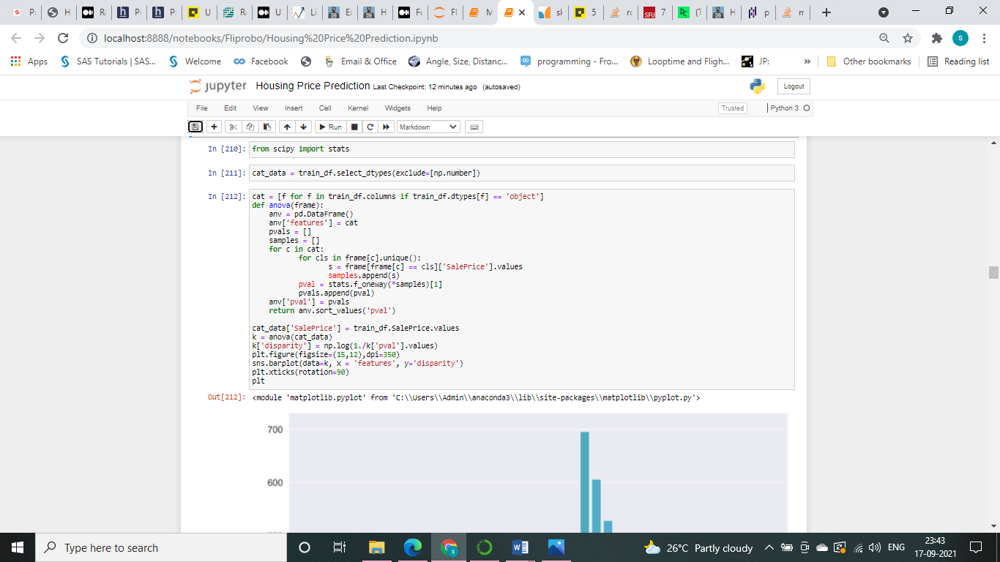 P
H
R
P
P
U
R
U
Li
E
H
Fe
Fl
M
sk
5
ro
SFU 7
(T
H
p
n
localhost:8888/notebooks/Fliprobo/Housing%20Price%20Prediction.ipynb
S
Apps
SAS Tutorials | SAS...
Welcome
Facebook
Email & Office
Angle, Size, Distanc...
programming - Fro...
Looptime and Fligh...
JP:
»
Other bookmarks
Reading list
jupyter Housing Price Prediction Last Checkpoint: 12 minutes ago (autosaved)
Logout
File Edit View Insert Cell Kernel Widgets Help
Trusted
Python 3
Run
Markdown
In [210]: from scipy import stats
In [211]: cat_data = train_df.select_dtypes(exclude=[np.number])
In [212]: cat = [f for f in train_df.columns if train_df.dtypes[f] == 'object']
def anova(frame):
anv = pd.DataFrame()
anv['features'] = cat
pvals = []
samples = []
for c in cat:
for cls in frame[c].unique():
s = frame[frame[c] == cls]['SalePrice'].values
samples.append(s)
pval = stats.f_oneway(*samples)[1]
pvals.append(pval)
anv['pval'] = pvals
return anv.sort_values('pval')
cat_data['SalePrice'] = train_df.SalePrice.values
k = anova(cat_data)
k['disparity'] = np.log(1./k['pval'].values)
plt.figure(figsize=(15,12),dpi=350)
sns.barplot(data=k, x = 'features', y='disparity')
plt.xticks(rotation=90)
plt
Out[212]: <module 'matplotlib.pyplot' from 'C:\\Users\\Admin\\anaconda3\\lib\\site-packages\\matplotlib\\pyplot.py'>
700
600
Type here to search
26°C Partly cloudy
ENG
23:43
17-09-2021